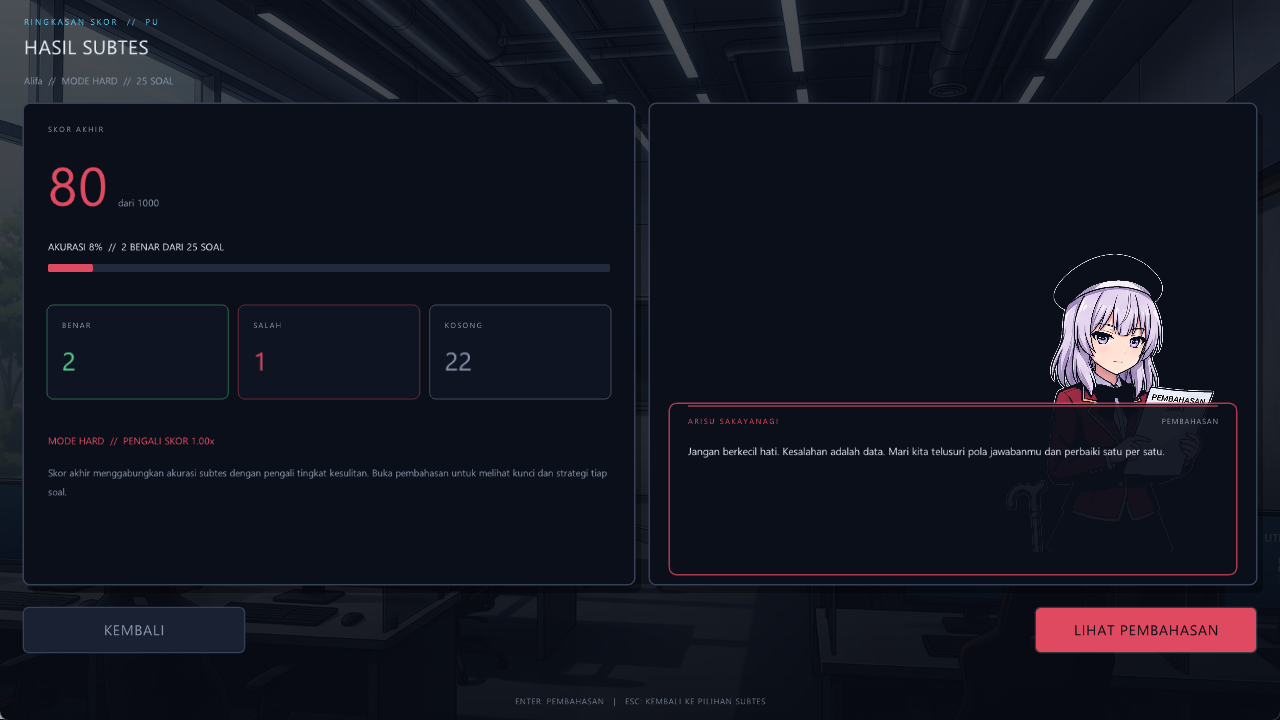 RINGKASAN SKOR // PU
HASIL SUBTES
Alifa // MODE HARD // 25 SOAL
SKOR AKHIR
80 dari 1000
AKURASI 8% // 2 BENAR DARI 25 SOAL
BENAR
2
SALAH
1
KOSONG
22
MODE HARD // PENGALI SKOR 1.00x
Skor akhir menggabungkan akurasi subtes dengan pengali tingkat kesulitan. Buka pembahasan untuk melihat kunci dan strategi tiap
soal.
PEMBAHASAN
ARISU SAKAYANAGI
PEMBAHASAN
Jangan berkecil hati. Kesalahan adalah data. Mari kita telusuri pola jawabanmu dan perbaiki satu per satu.
KEMBALI
LIHAT PEMBAHASAN
ENTER: PEMBAHASAN | ESC: KEMBALI KE PILIHAN SUBTES